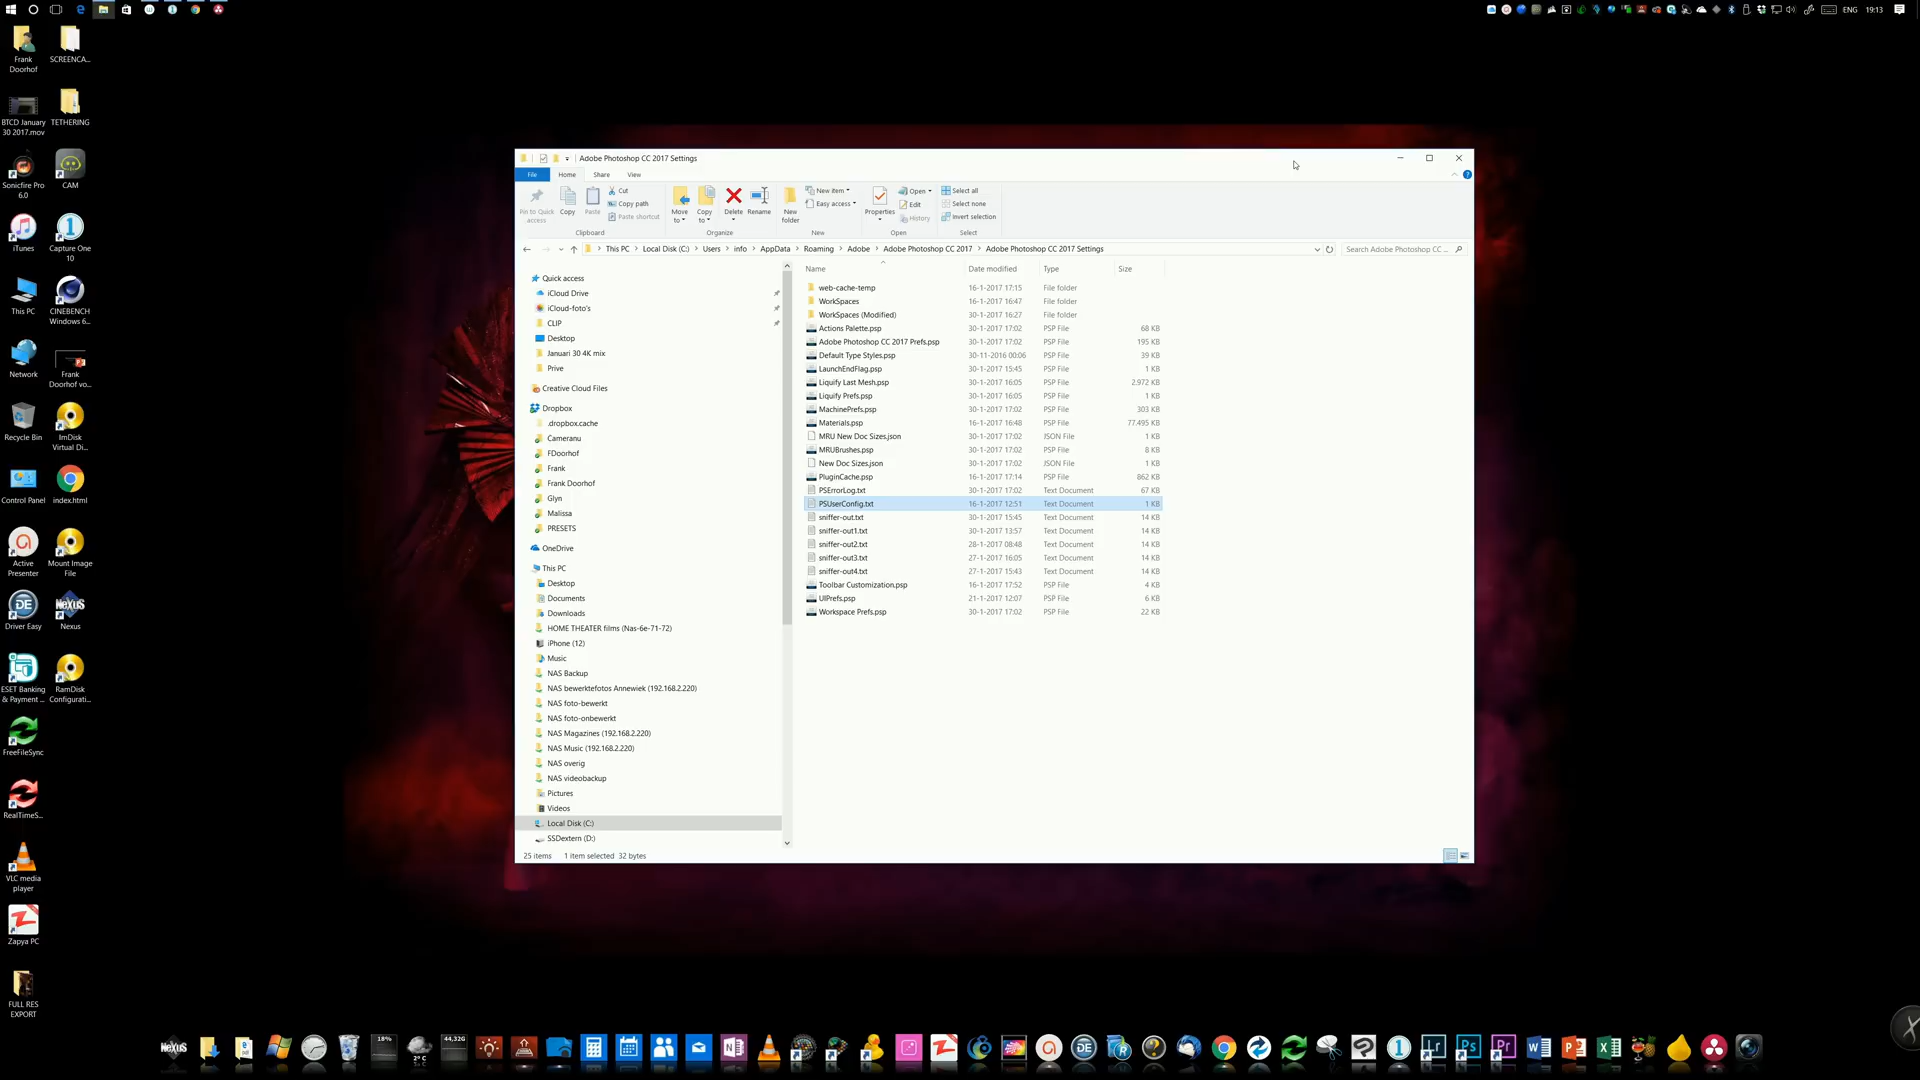 ENG 19:13
Frank Doorhof
SCREENCA...
BTCD January 30 2017.mov
TETHERING
Sonicfire Pro 6.0
CAM
iTunes
Capture One 10
This PC
CINEBENCH Windows 6...
Network
Frank Doorhof vo...
Recycle Bin
ImDisk Virtual Di...
Control Panel
index.html
Active Presenter
Mount Image File
Driver Easy
Nexus
ESET Banking & Payment ...
RamDisk Configurati...
FreeFileSync
RealTimeS...
VLC media player
Zapya PC
FULL RES EXPORT
Adobe Photoshop CC 2017 Settings
File Home Share View
Pin to Quick access
Copy
Paste
Cut
Copy path
Paste shortcut
Clipboard
Move to
Copy to
Delete
Rename
Organize
New folder
New item
Easy access
New
Properties
Open
Edit
History
Open
Select all
Select none
Invert selection
Select
This PC Local Disk (C:) Users info AppData Roaming Adobe Adobe Photoshop CC 2017 Adobe Photoshop CC 2017 Settings
Search Adobe Photoshop CC ...
Quick access
iCloud Drive
iCloud-foto's
CLIP
Desktop
Januari 30 4K mix
Prive
Creative Cloud Files
Dropbox
.dropbox.cache
Cameranu
FDoorhof
Frank
Frank Doorhof
Glyn
Malissa
PRESETS
OneDrive
This PC
Desktop
Documents
Downloads
HOME THEATER films (Nas-6e-71-72)
iPhone (12)
Music
NAS Backup
NAS bewerktefotos Annewiek (192.168.2.220)
NAS foto-bewerkt
NAS foto-onbewerkt
NAS Magazines (192.168.2.220)
NAS Music (192.168.2.220)
NAS overig
NAS videobackup
Pictures
Videos
Local Disk (C:)
SSDextern (D:)
Name Date modified Type Size
web-cache-temp 16-1-2017 17:15 File folder
WorkSpaces 16-1-2017 16:47 File folder
WorkSpaces (Modified) 30-1-2017 16:27 File folder
Actions Palette.psp 30-1-2017 17:02 PSP File 68 KB
Adobe Photoshop CC 2017 Prefs.psp 30-1-2017 17:02 PSP File 195 KB
Default Type Styles.psp 30-11-2016 00:06 PSP File 39 KB
LaunchEndFlag.psp 30-1-2017 15:45 PSP File 1 KB
Liquify Last Mesh.psp 30-1-2017 16:05 PSP File 2.972 KB
Liquify Prefs.psp 30-1-2017 16:05 PSP File 1 KB
MachinePrefs.psp 30-1-2017 17:02 PSP File 303 KB
Materials.psp 16-1-2017 16:48 PSP File 77.495 KB
MRU New Doc Sizes.json 30-1-2017 17:02 JSON File 1 KB
MRUBrushes.psp 30-1-2017 17:02 PSP File 8 KB
New Doc Sizes.json 30-1-2017 17:02 JSON File 1 KB
PluginCache.psp 16-1-2017 17:14 PSP File 862 KB
PSErrorLog.txt 30-1-2017 17:02 Text Document 67 KB
PSUserConfig.txt 16-1-2017 12:51 Text Document 1 KB
sniffer-out.txt 30-1-2017 15:45 Text Document 14 KB
sniffer-out1.txt 30-1-2017 13:57 Text Document 14 KB
sniffer-out2.txt 28-1-2017 08:48 Text Document 14 KB
sniffer-out3.txt 27-1-2017 16:05 Text Document 14 KB
sniffer-out4.txt 27-1-2017 15:43 Text Document 14 KB
Toolbar Customization.psp 16-1-2017 17:52 PSP File 4 KB
UIPrefs.psp 21-1-2017 12:07 PSP File 6 KB
Workspace Prefs.psp 30-1-2017 17:02 PSP File 22 KB
25 items 1 item selected 32 bytes
NeXuS
18%
2° C
44,32G
DE
Lr
Ps
Pr